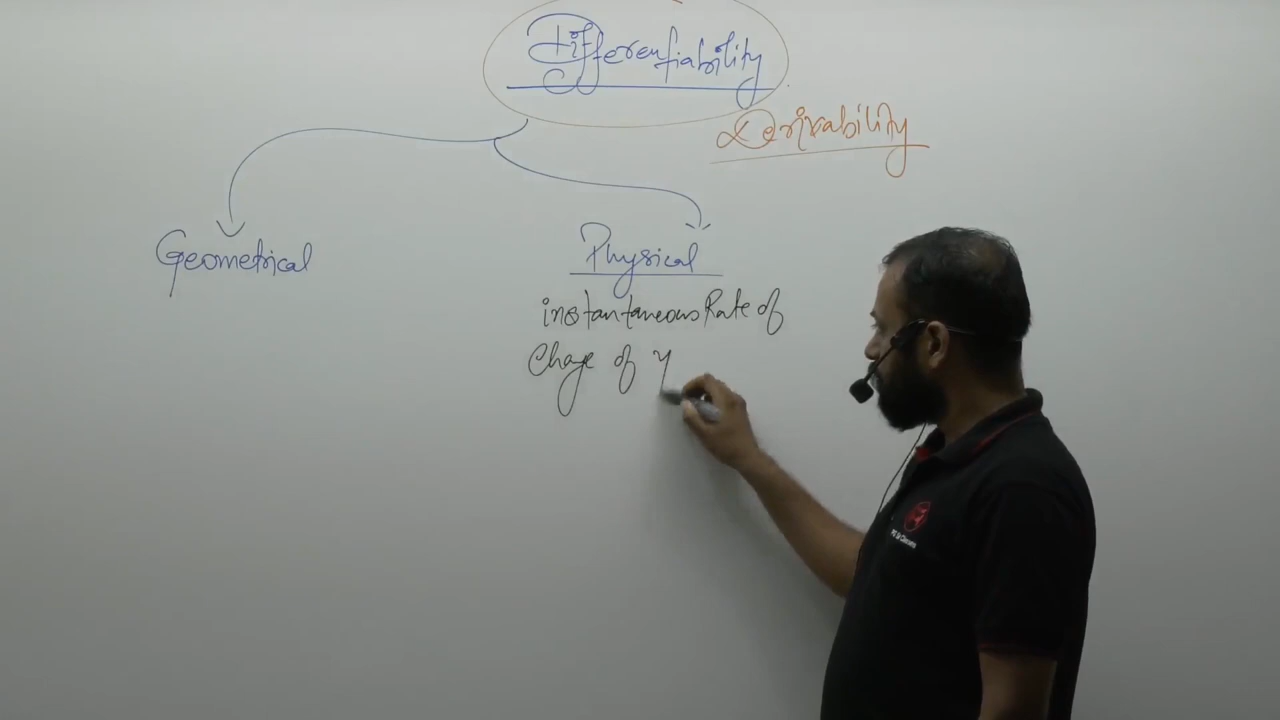 Differentiability
Derivability
Geometrical
Physical
instantaneous Rate of
Change of y